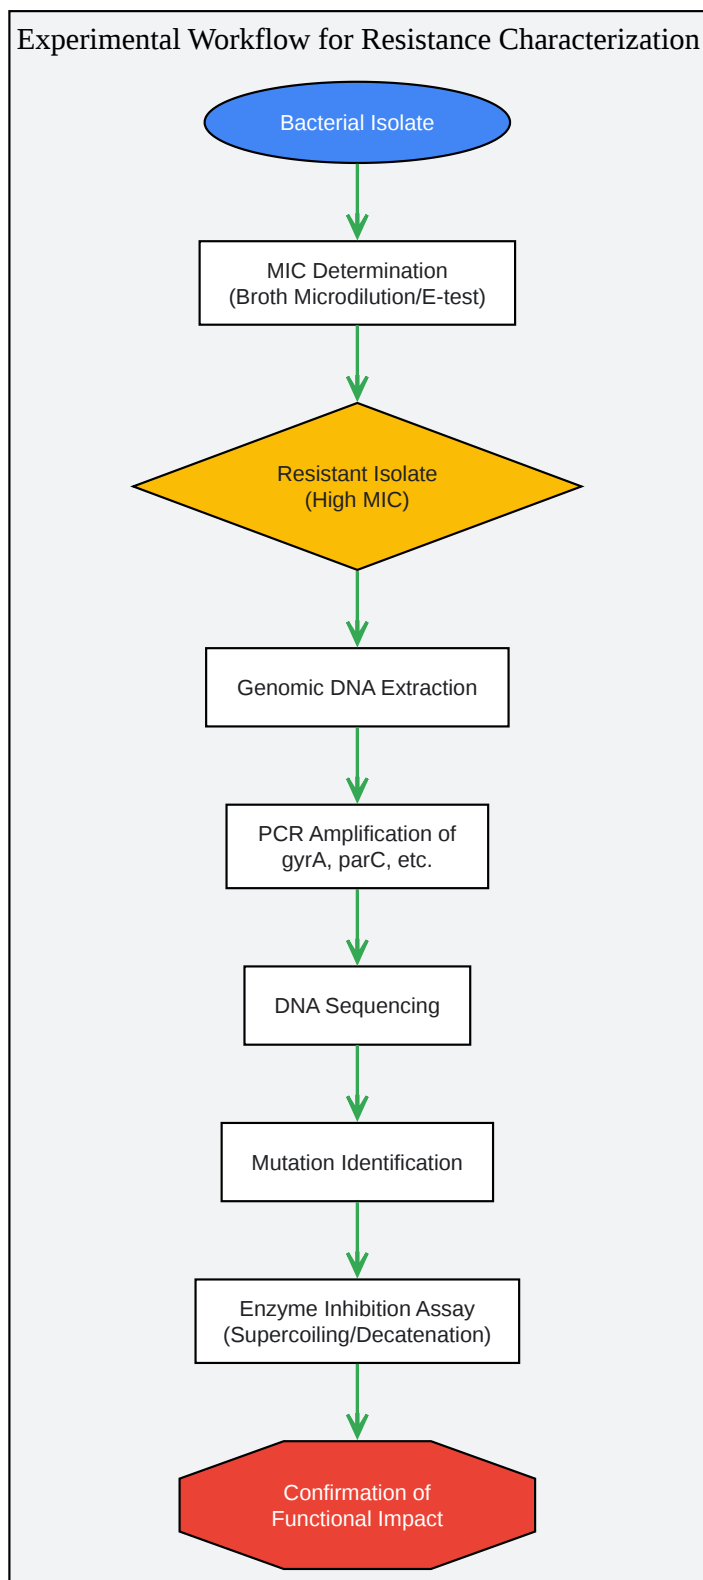 Experimental Workflow for Resistance Characterization
Bacterial Isolate
MIC Determination
(Broth Microdilution/E-test)
Resistant Isolate
(High MIC)
Genomic DNA Extraction
PCR Amplification of
gyrA, parC, etc.
DNA Sequencing
Mutation Identification
Enzyme Inhibition Assay
(Supercoiling/Decatenation)
Confirmation of
Functional Impact